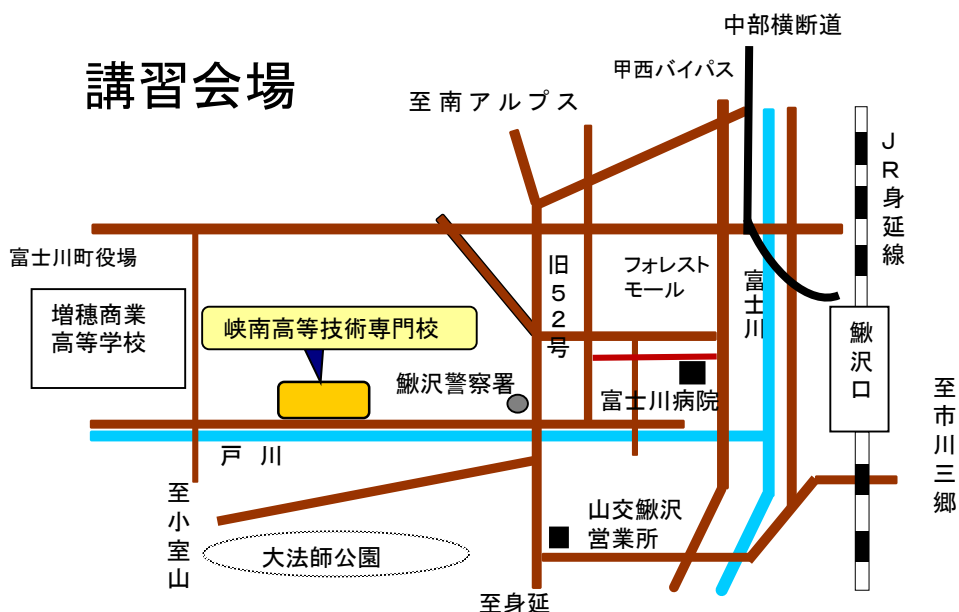 中部横断道
講習会場
甲西バイパス
至南アルプス
JR身延線
富士川町役場
旧52号
フォレスト
モール
富士川
増穂商業
高等学校
峡南高等技術専門校
鰍沢口
鰍沢警察署
富士川病院
至市川三郷
戸 川
至小室山
山交鰍沢
営業所
大法師公園
至身延